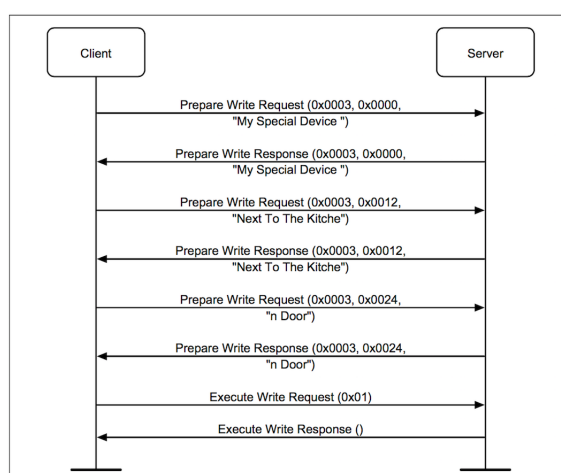 Client
Server
Prepare Write Request (0x0003, 0x0000,
"My Special Device ")
Prepare Write Response (0x0003, 0x0000,
"My Special Device ")
Prepare Write Request (0x0003, 0x0012,
"Next To The Kitche")
Prepare Write Response (0x0003, 0x0012,
"Next To The Kitche")
Prepare Write Request (0x0003, 0x0024,
"n Door")
Prepare Write Response (0x0003, 0x0024,
"n Door")
Execute Write Request (0x01)
Execute Write Response ()